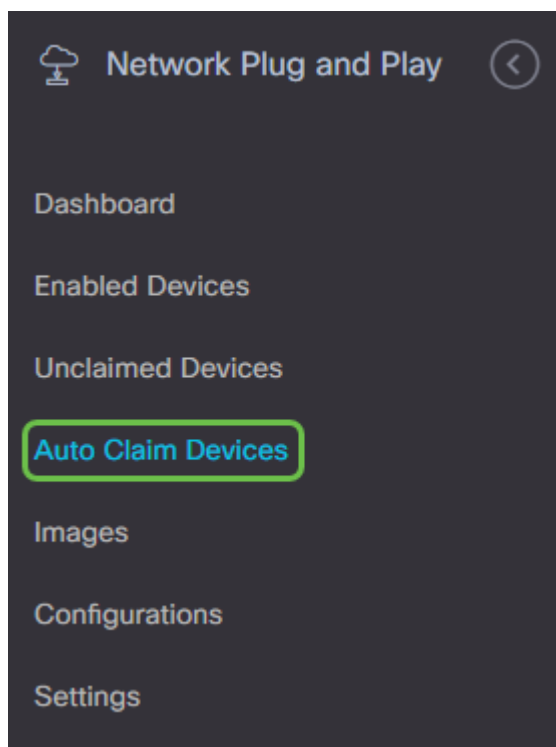 Network Plug and Play
Dashboard
Enabled Devices
Unclaimed Devices
Auto Claim Devices
Images
Configurations
Settings